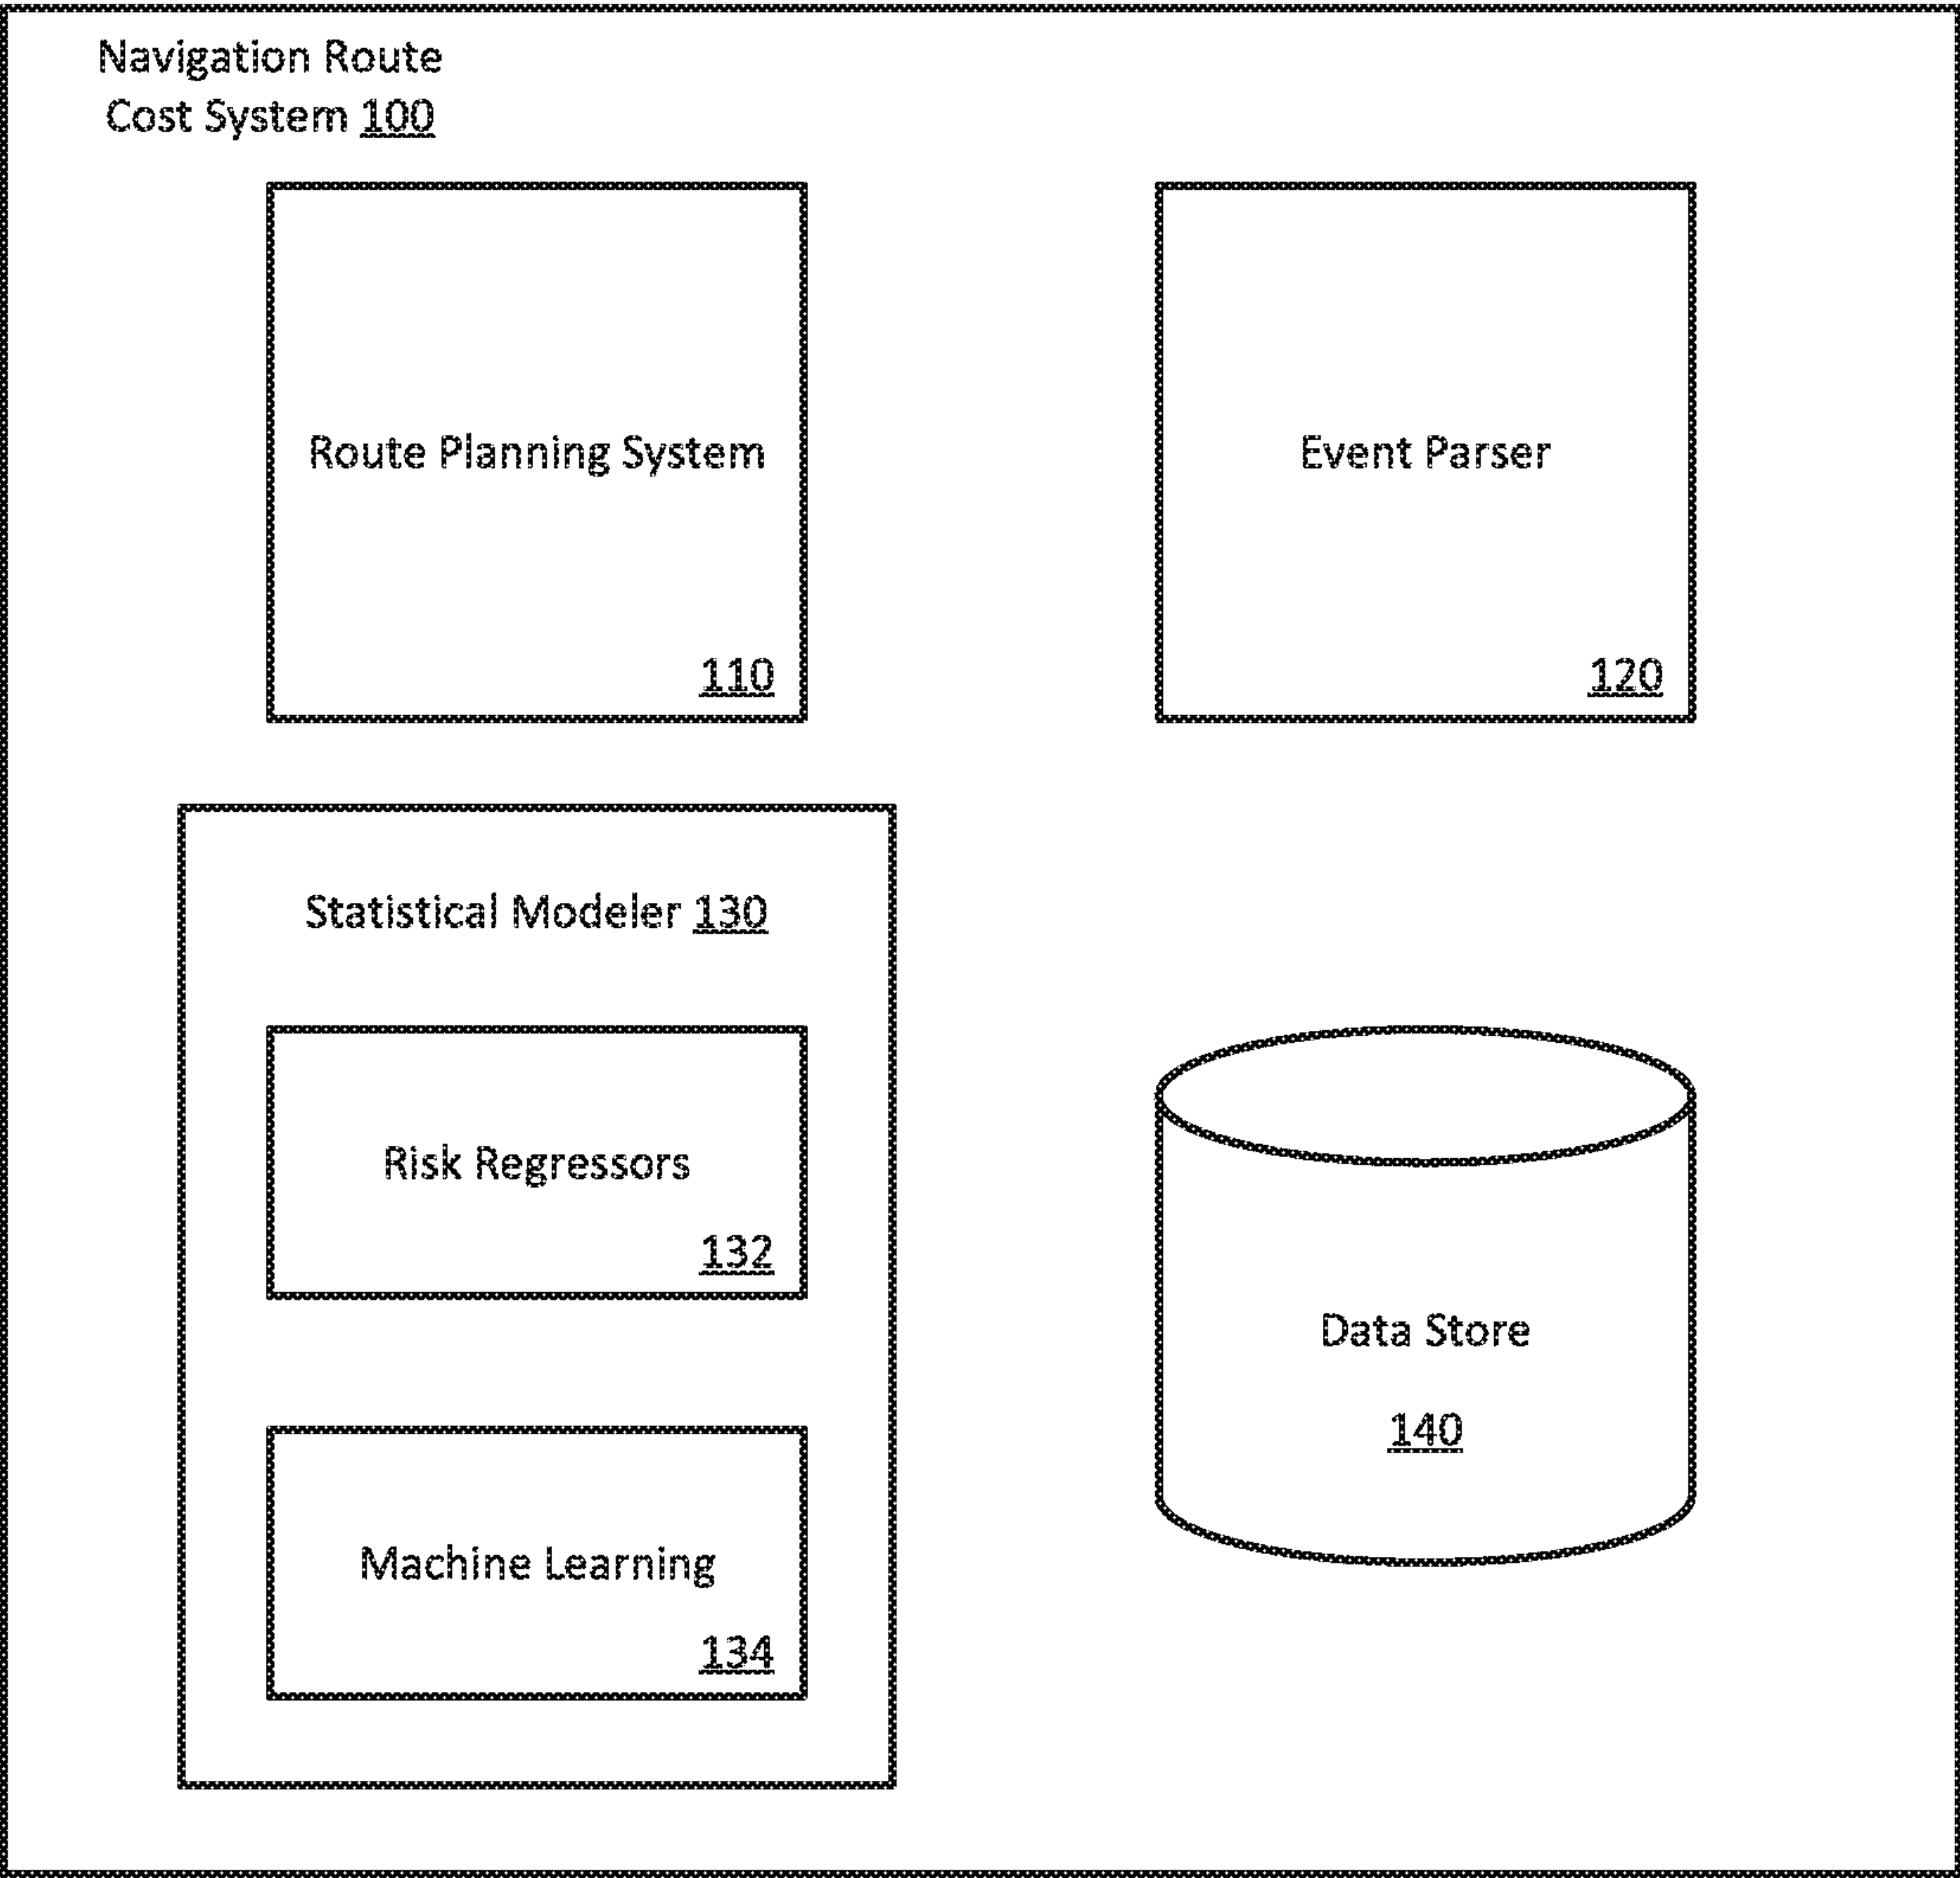 Navigation Route
Cost System 100
Route Planning System
110
Event Parser
120
Statistical Modeler 130
Risk Regressors
132
Machine Learning
134
Data Store
140